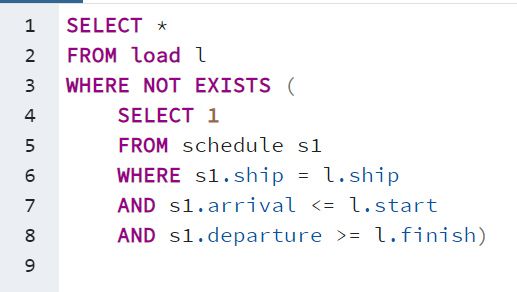 1 SELECT *
2 FROM load l
3 WHERE NOT EXISTS (
4 SELECT 1
5 FROM schedule s1
6 WHERE s1.ship = l.ship
7 AND s1.arrival <= l.start
8 AND s1.departure >= l.finish)
9